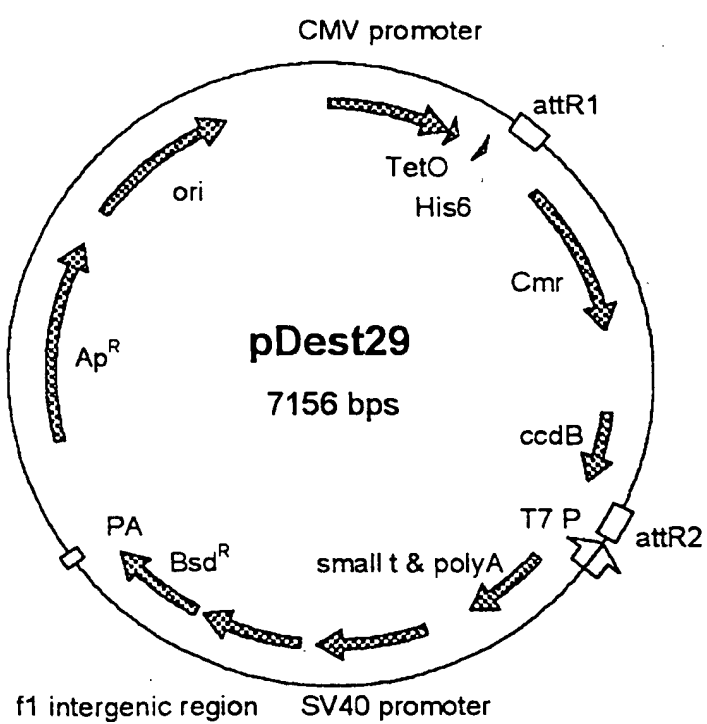 CMV promoter
attR1
TetO
His6
ori
Cmr
Ap^R
pDest29
7156 bps
ccdB
T7 P
attR2
PA
Bsd^R
small t & polyA
f1 intergenic region
SV40 promoter